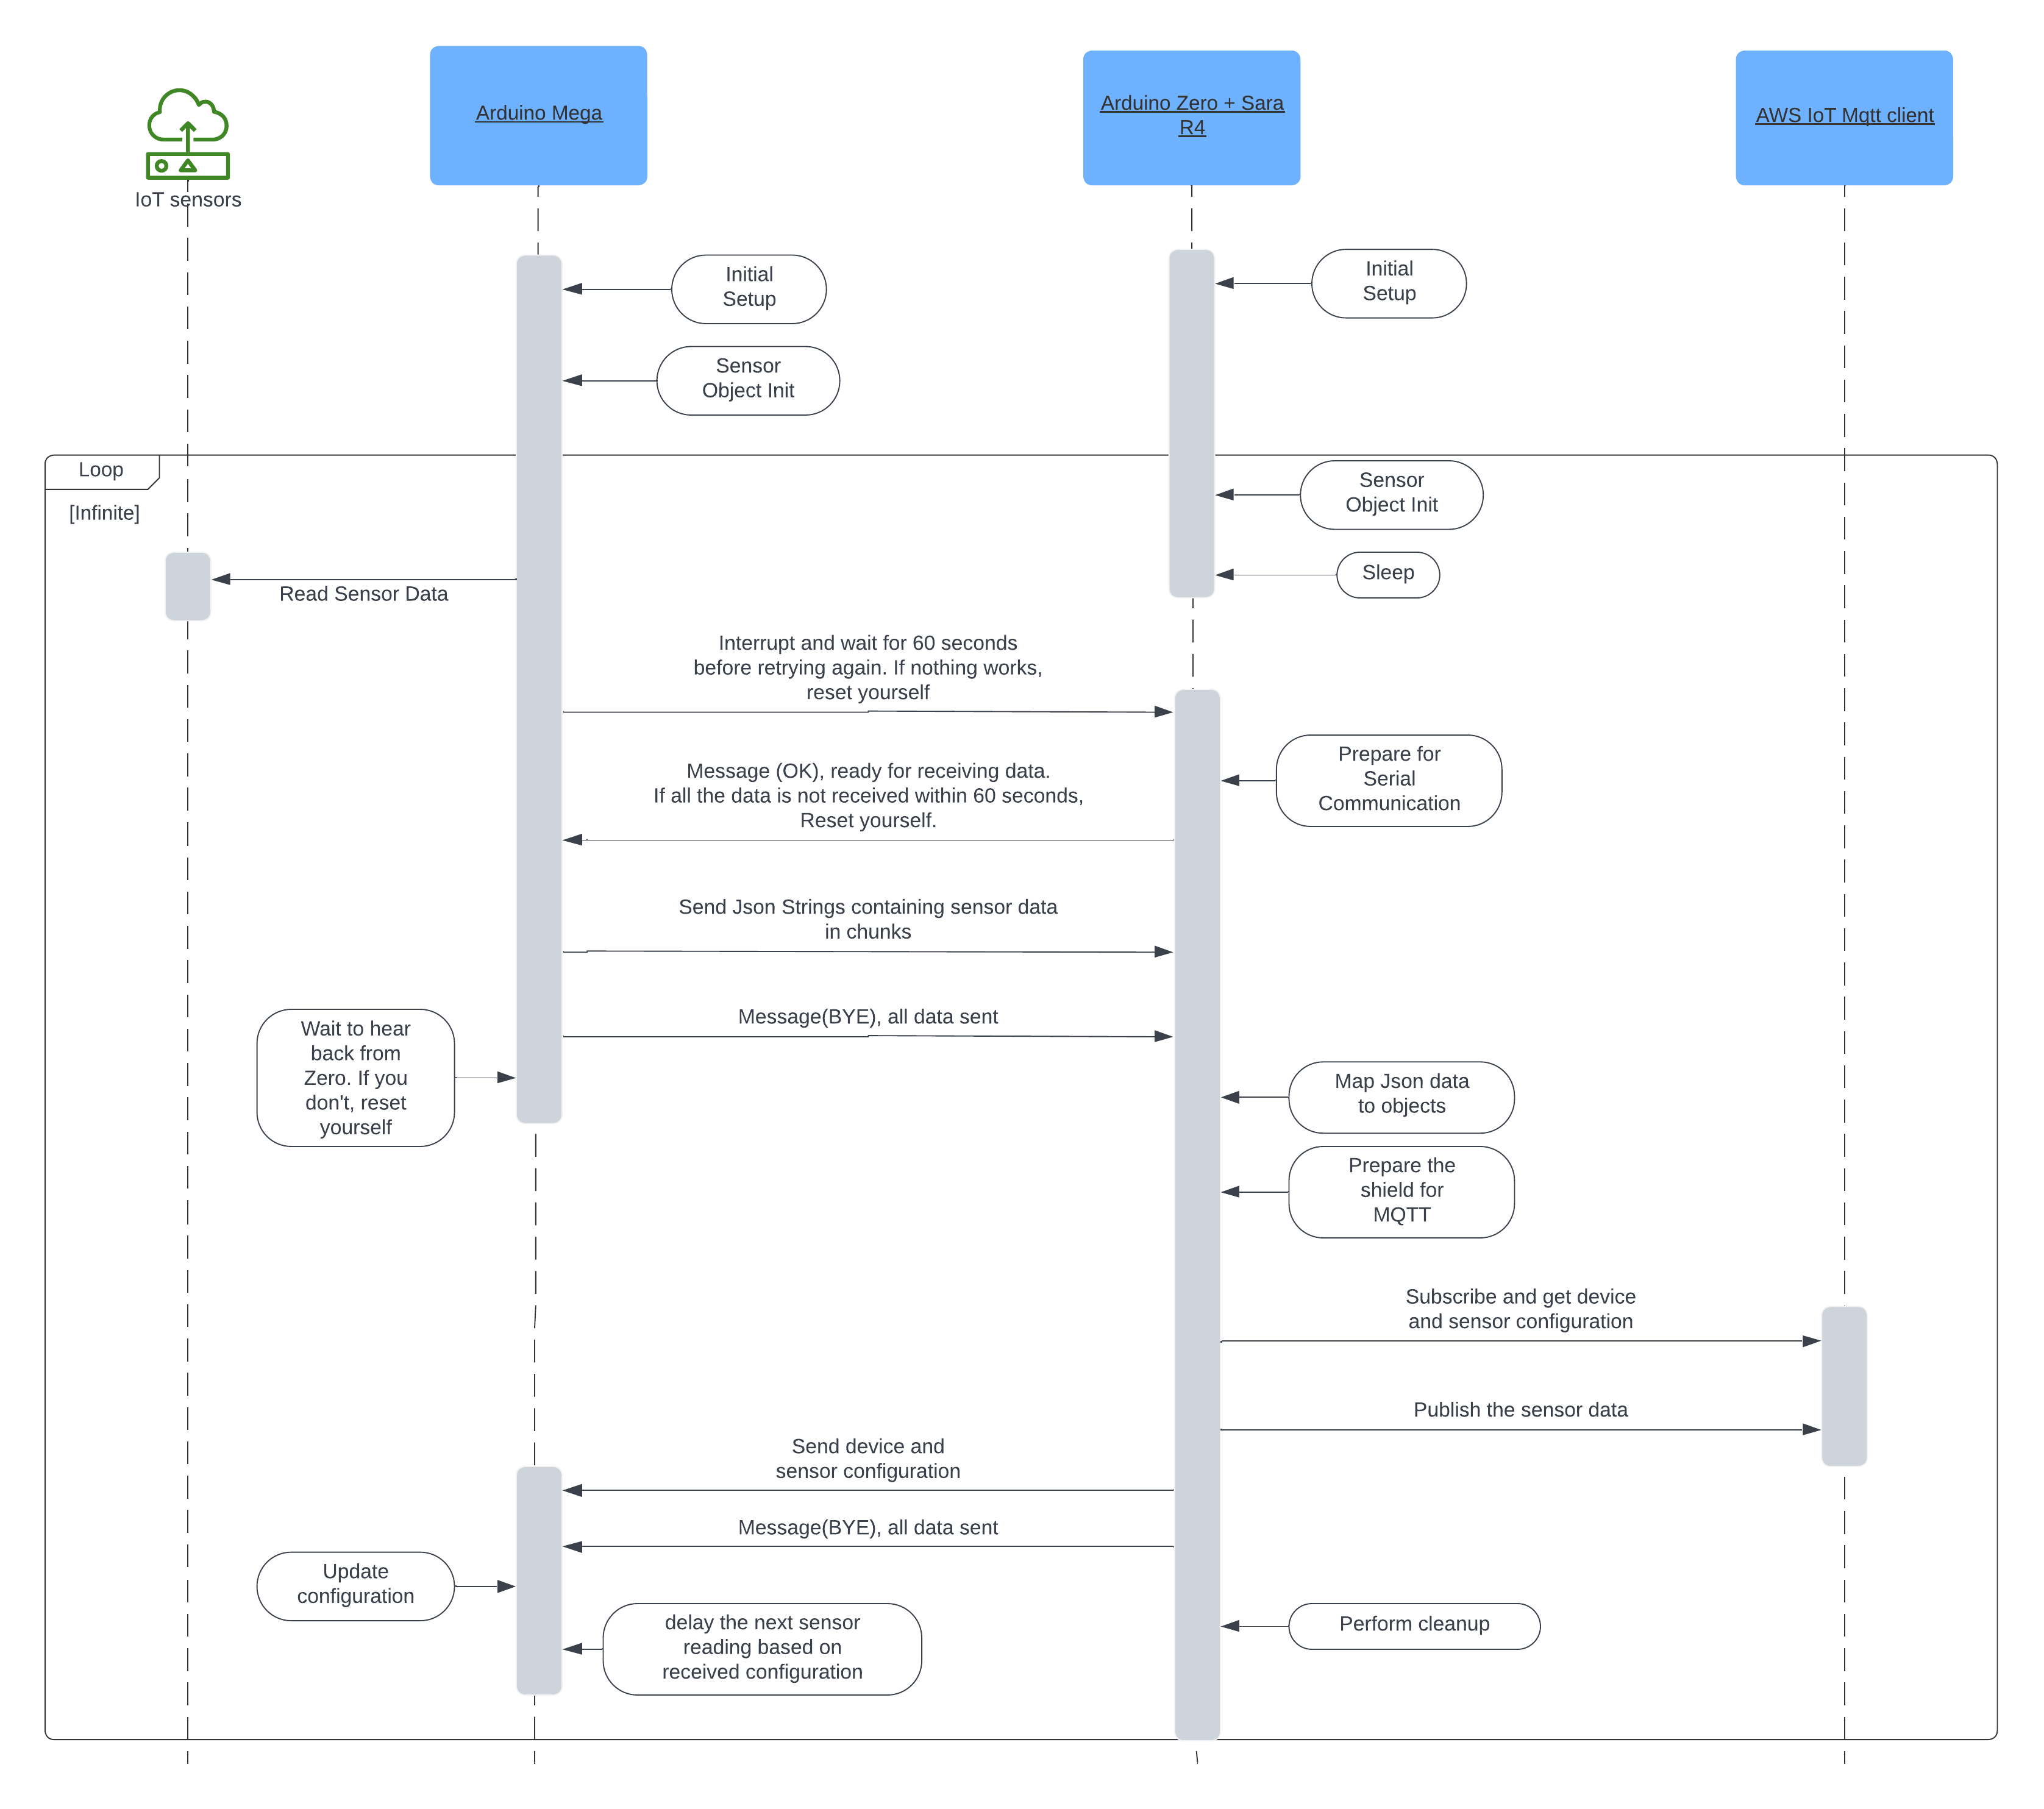 Arduino Mega
Arduino Zero + Sara
R4
AWS IoT Mqtt client
IoT sensors
Initial
Setup
Initial
Setup
Sensor
Object Init
Loop
[Infinite]
Sensor
Object Init
Sleep
Read Sensor Data
Interrupt and wait for 60 seconds
before retrying again. If nothing works,
reset yourself
Prepare for
Serial
Communication
Message (OK), ready for receiving data.
If all the data is not received within 60 seconds,
Reset yourself.
Send Json Strings containing sensor data
in chunks
Message(BYE), all data sent
Wait to hear
back from
Zero. If you
don't, reset
yourself
Map Json data
to objects
Prepare the
shield for
MQTT
Subscribe and get device
and sensor configuration
Publish the sensor data
Send device and
sensor configuration
Message(BYE), all data sent
Update
configuration
delay the next sensor
reading based on
received configuration
Perform cleanup